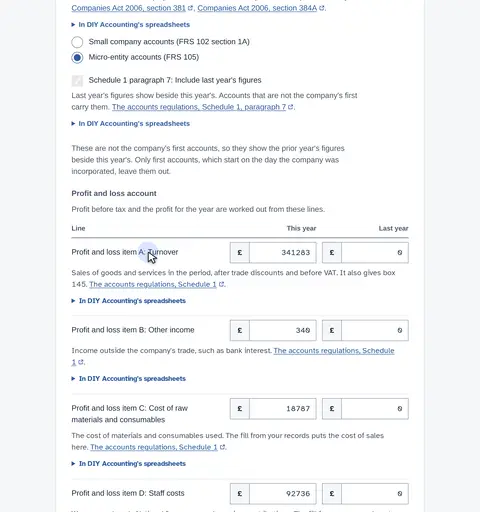 Companies Act 2006, section 381, Companies Act 2006, section 384A.
In DIY Accounting's spreadsheets
Small company accounts (FRS 102 section 1A)
Micro-entity accounts (FRS 105)
Schedule 1 paragraph 7: Include last year's figures
Last year's figures show beside this year's. Accounts that are not the company's first
carry them. The accounts regulations, Schedule 1, paragraph 7.
In DIY Accounting's spreadsheets
These are not the company's first accounts, so they show the prior year's figures
beside this year's. Only first accounts, which start on the day the company was
incorporated, leave them out.
Profit and loss account
Profit before tax and the profit for the year are worked out from these lines.
Line This year Last year
Profit and loss item A: Turnover £ 341283 £ 0
Sales of goods and services in the period, after trade discounts and before VAT. It also gives box
145. The accounts regulations, Schedule 1.
In DIY Accounting's spreadsheets
Profit and loss item B: Other income £ 340 £ 0
Income outside the company's trade, such as bank interest. The accounts regulations, Schedule
1.
In DIY Accounting's spreadsheets
Profit and loss item C: Cost of raw £ 18787 £ 0
materials and consumables
The cost of materials and consumables used. The fill from your records puts the cost of sales
here. The accounts regulations, Schedule 1.
In DIY Accounting's spreadsheets
Profit and loss item D: Staff costs £ 92736 £ 0